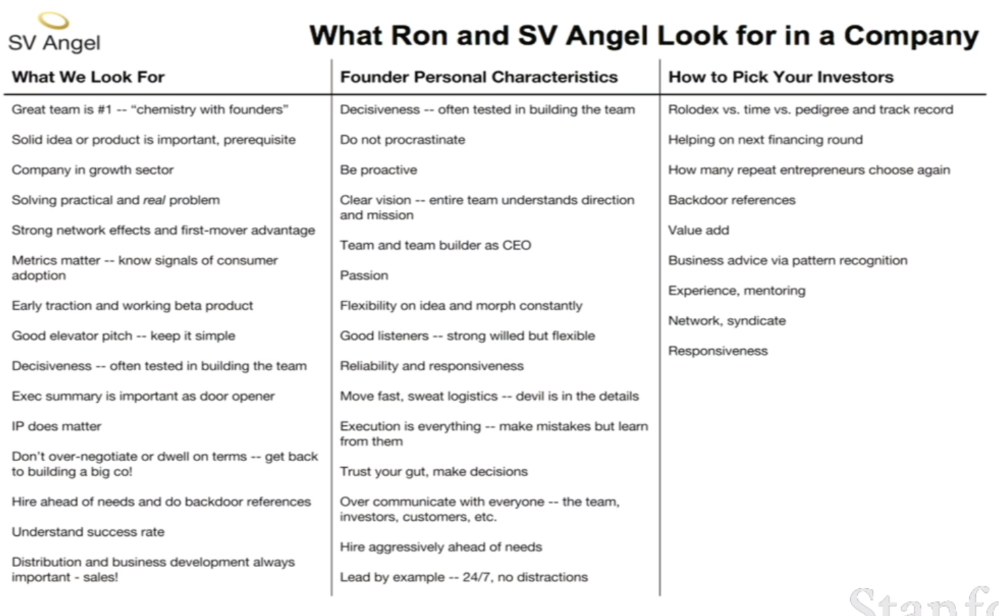 SV Angel
What Ron and SV Angel Look for in a Company
What We Look For
Great team is #1 -- “chemistry with founders”
Solid idea or product is important, prerequisite
Company in growth sector
Solving practical and real problem
Strong network effects and first-mover advantage
Metrics matter -- know signals of consumer
adoption
Early traction and working beta product
Good elevator pitch -- keep it simple
Decisiveness -- often tested in building the team
Exec summary is important as door opener
IP does matter
Don’t over-negotiate or dwell on terms -- get back
to building a big co!
Hire ahead of needs and do backdoor references
Understand success rate
Distribution and business development always
important - sales!
Founder Personal Characteristics
Decisiveness -- often tested in building the team
Do not procrastinate
Be proactive
Clear vision -- entire team understands direction
and mission
Team and team builder as CEO
Passion
Flexibility on idea and morph constantly
Good listeners -- strong willed but flexible
Reliability and responsiveness
Move fast, sweat logistics -- devil is in the details
Execution is everything -- make mistakes but learn
from them
Trust your gut, make decisions
Over communicate with everyone -- the team,
investors, customers, etc.
Hire aggressively ahead of needs
Lead by example -- 24/7, no distractions
How to Pick Your Investors
Rolodex vs. time vs. pedigree and track record
Helping on next financing round
How many repeat entrepreneurs choose again
Backdoor references
Value add
Business advice via pattern recognition
Experience, mentoring
Network, syndicate
Responsiveness